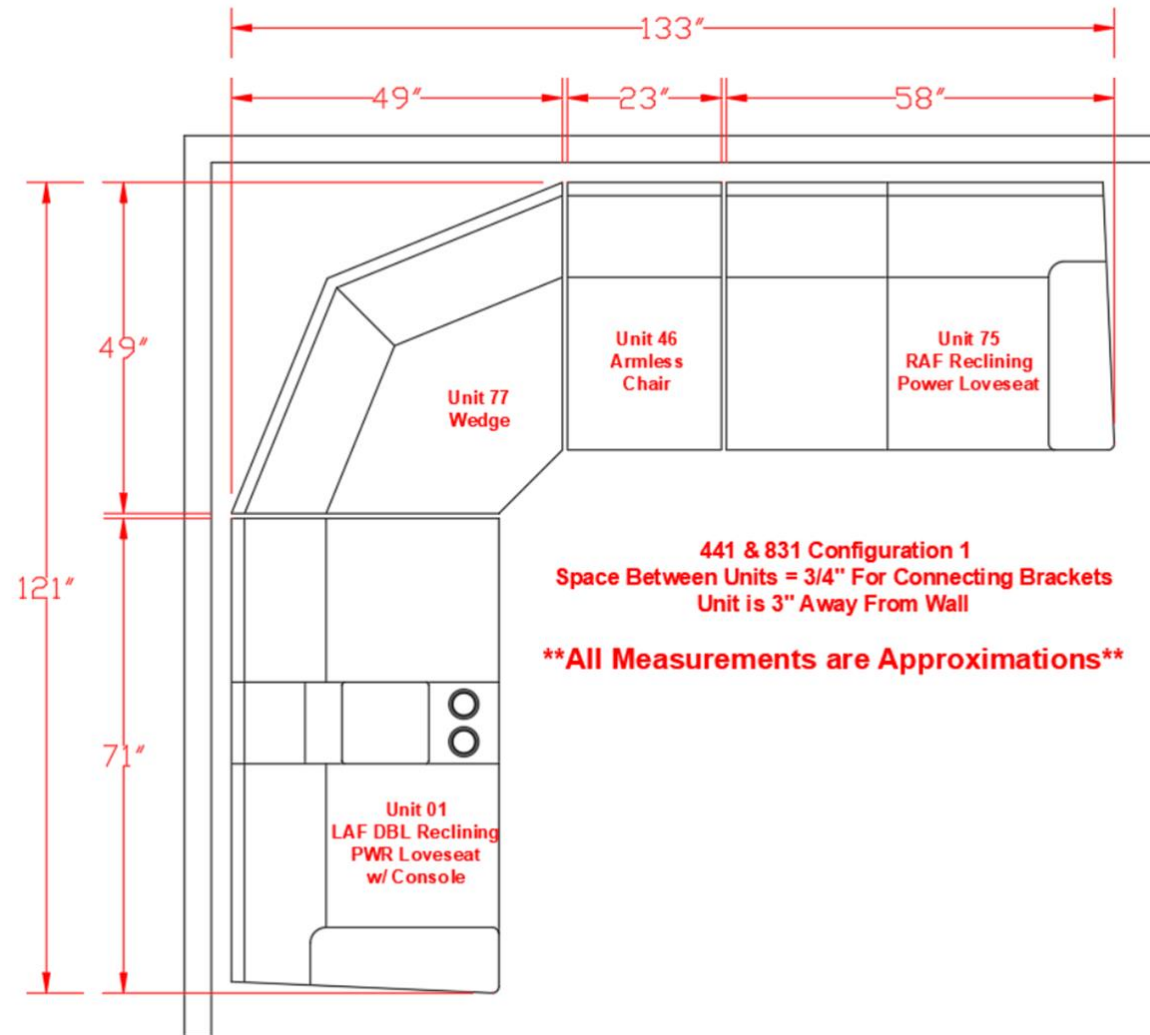 133"
49"
23"
58"
49"
121"
71"
Unit 77
Wedge
Unit 46
Armless
Chair
Unit 75
RAF Reclining
Power Loveseat
441 & 831 Configuration 1
Space Between Units = 3/4" For Connecting Brackets
Unit is 3" Away From Wall
**All Measurements are Approximations**
Unit 01
LAF DBL Reclining
PWR Loveseat
w/ Console